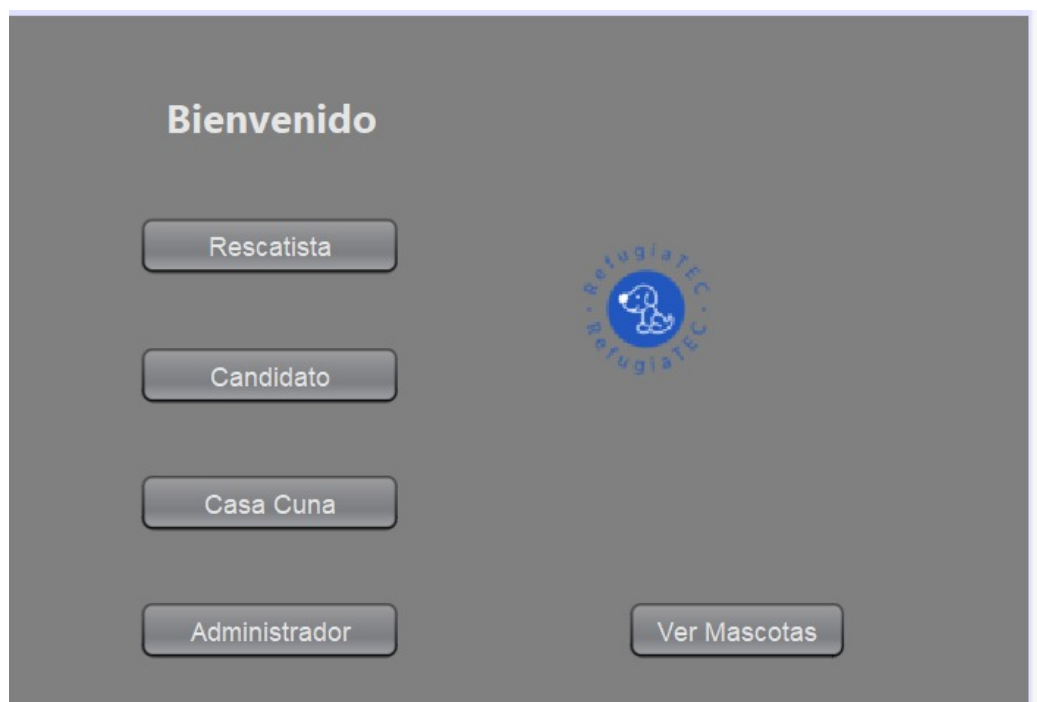 Bienvenido
Rescatista
· RefugiaTEC · RefugiaTEC
Candidato
Casa Cuna
Administrador
Ver Mascotas